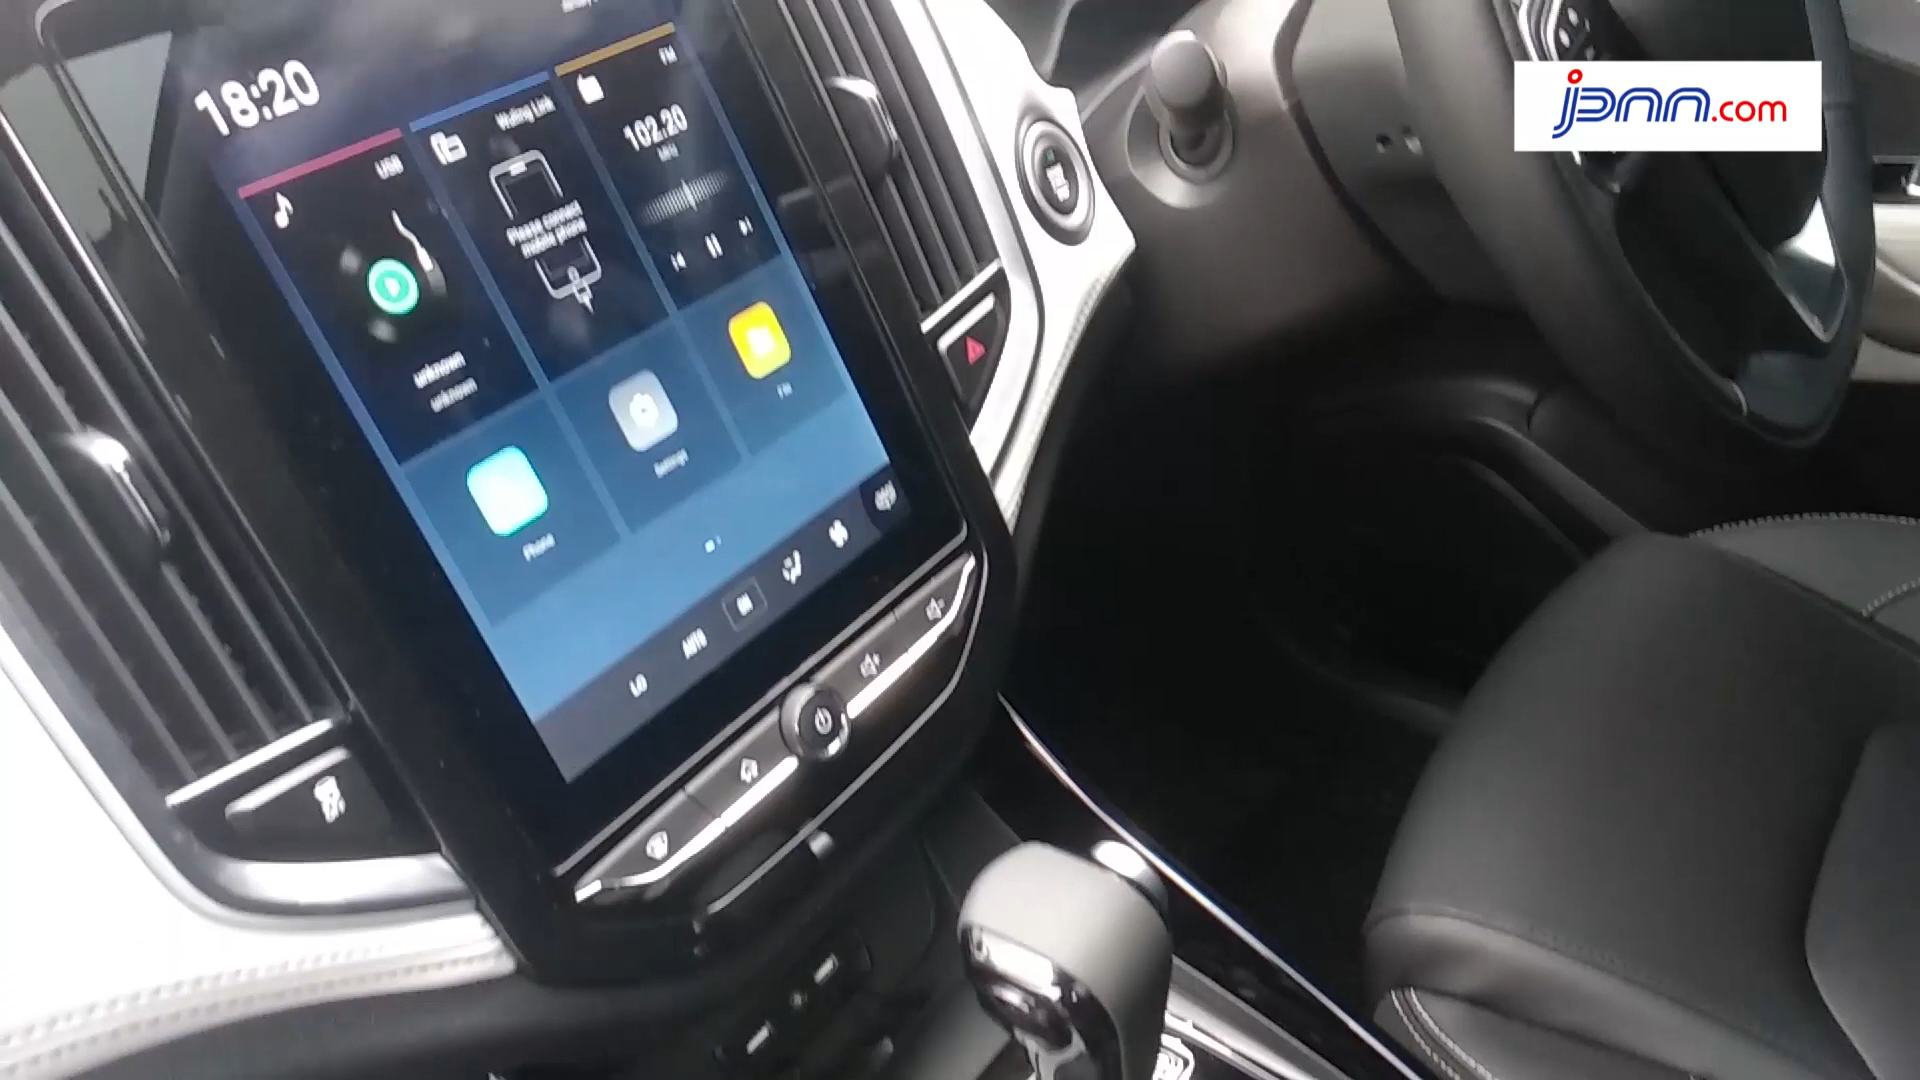 18:20
USB
unknown
unknown
Wuling Link
Please connect
mobile phone
FM
102.20
MHz
Phone
Settings
FM
LO
AUTO
jpnn.com